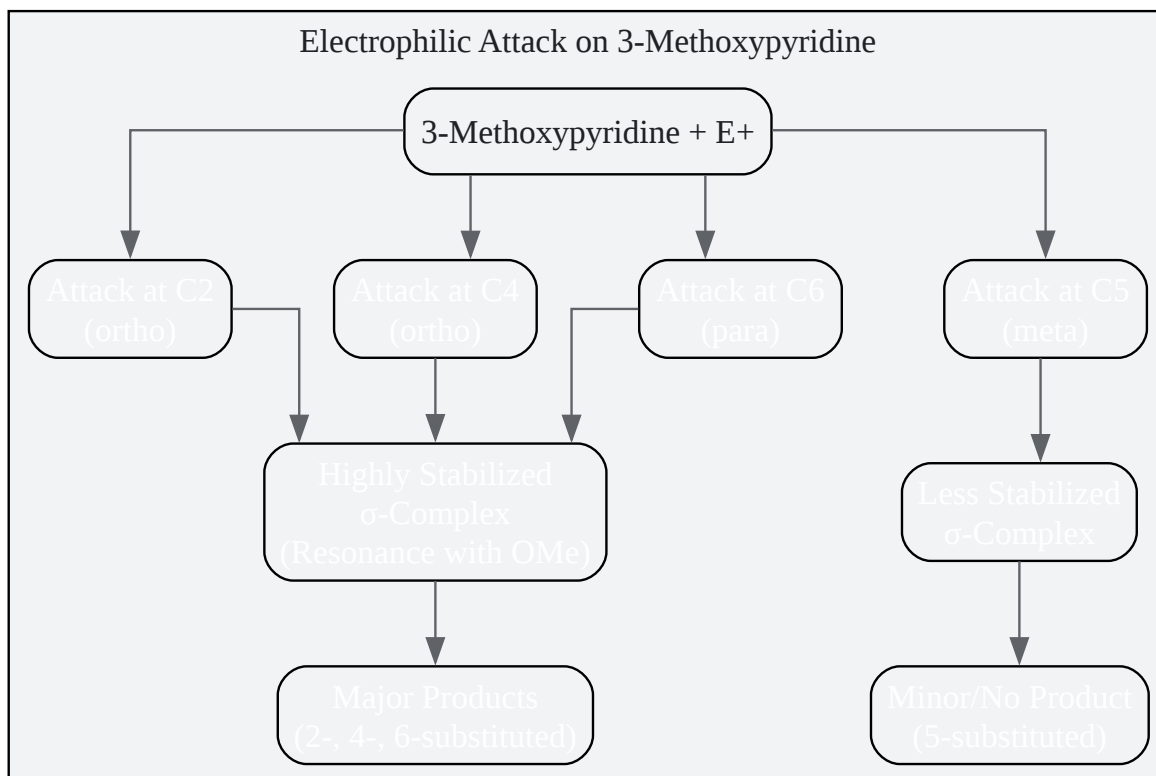 Electrophilic Attack on 3-Methoxypyridine
3-Methoxypyridine + E+
Attack at C2
(ortho)
Attack at C4
(ortho)
Attack at C6
(para)
Attack at C5
(meta)
Highly Stabilized
σ-Complex
(Resonance with OMe)
Less Stabilized
σ-Complex
Major Products
(2-, 4-, 6-substituted)
Minor/No Product
(5-substituted)